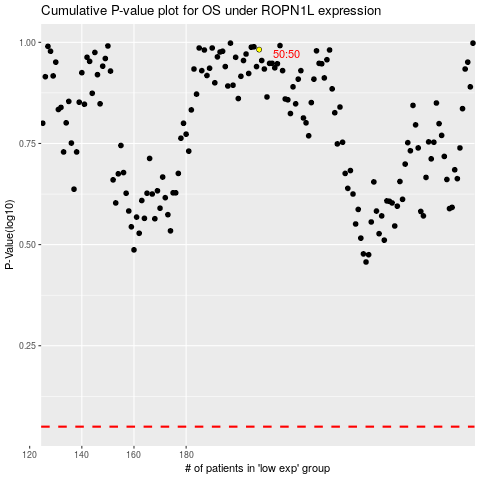 Cumulative P-value plot for OS under ROPN1L expression
P-Value(log10)
1.00
0.75
0.50
0.25
50:50
120 140 160 180
# of patients in 'low exp' group